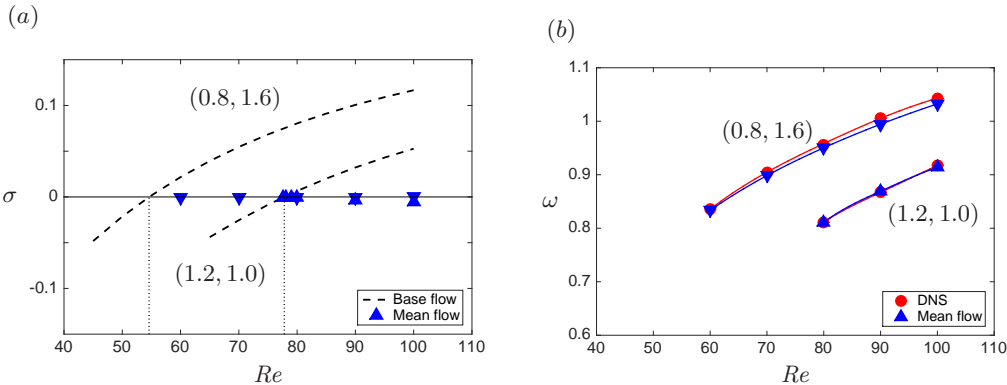 (a)
(b)
0.1
0
-0.1
σ
(0.8, 1.6)
(1.2, 1.0)
Base flow
Mean flow
40 50 60 70 80 90 100 110
Re
1.1
1
0.9
0.8
0.7
0.6
ω
(0.8, 1.6)
(1.2, 1.0)
DNS
Mean flow
40 50 60 70 80 90 100 110
Re